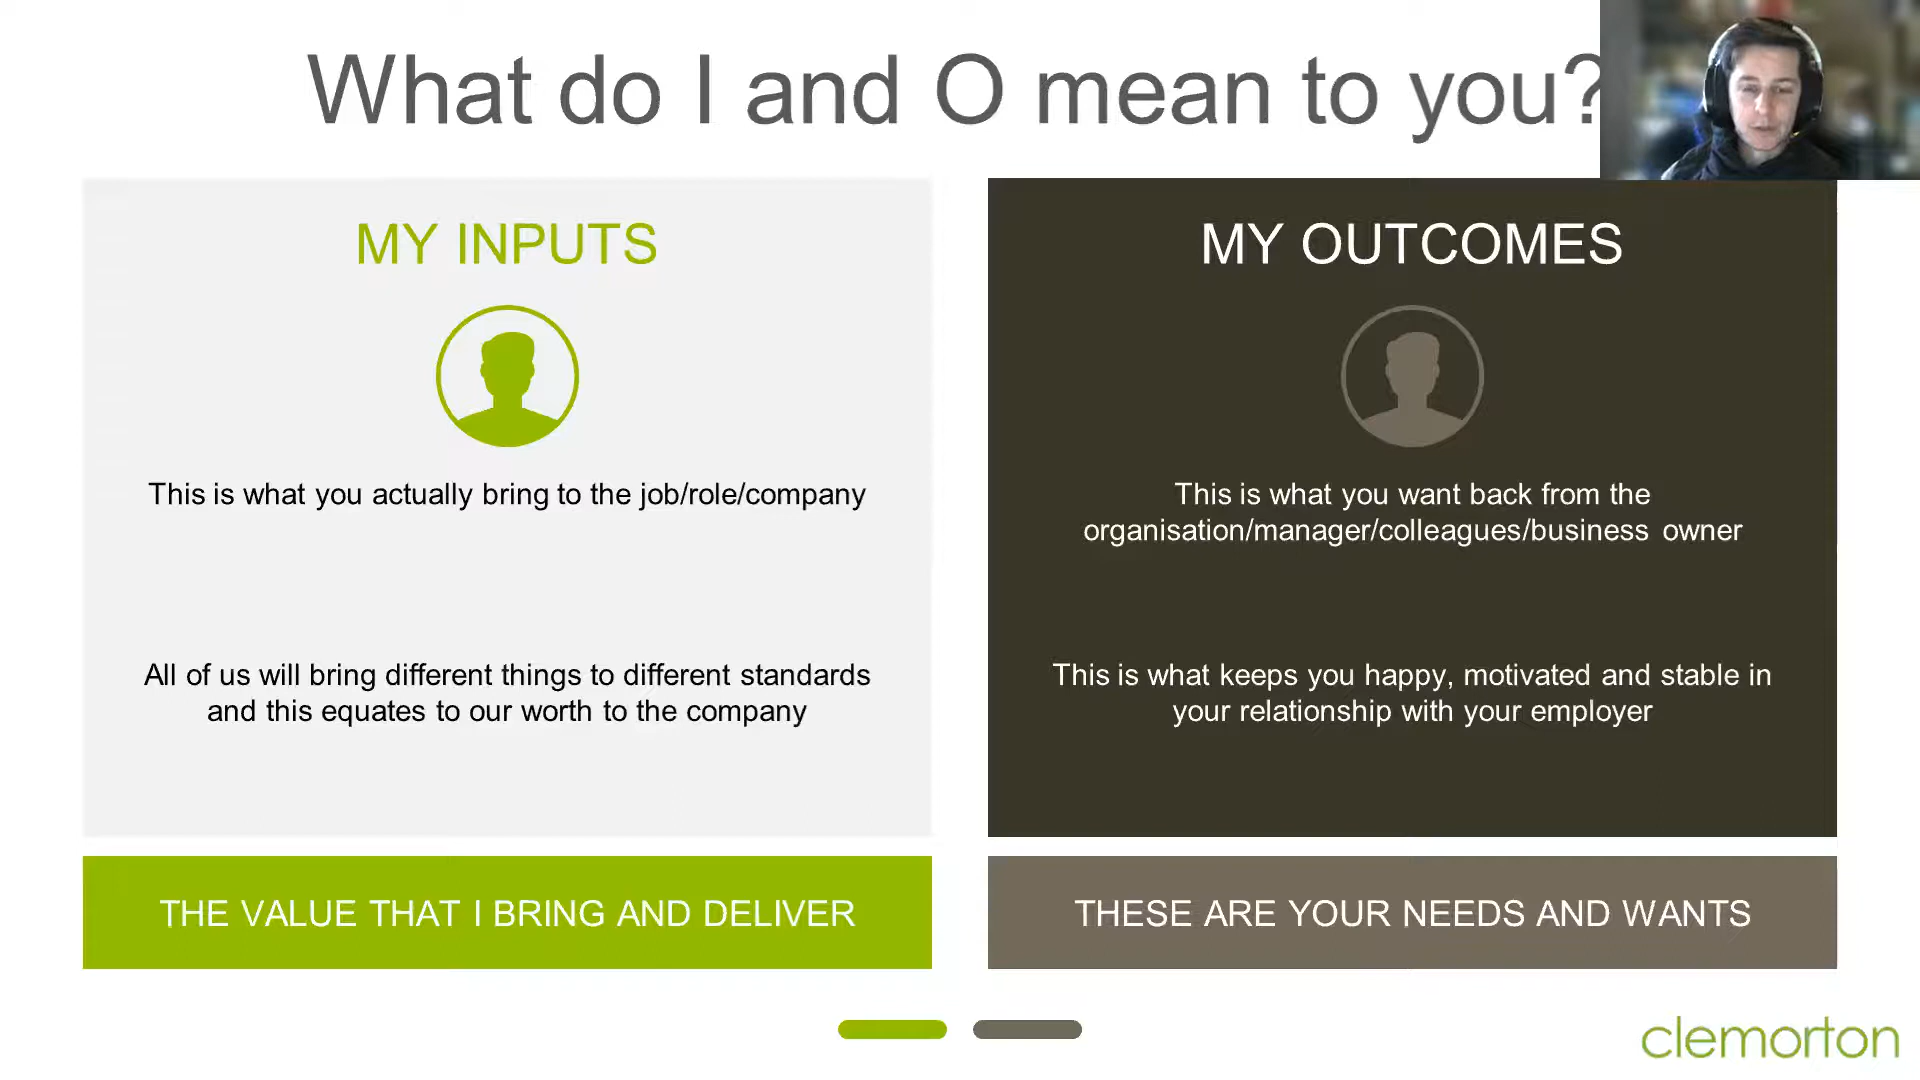 What do I and O mean to you?
MY INPUTS
This is what you actually bring to the job/role/company
All of us will bring different things to different standards
and this equates to our worth to the company
THE VALUE THAT I BRING AND DELIVER
MY OUTCOMES
This is what you want back from the
organisation/manager/colleagues/business owner
This is what keeps you happy, motivated and stable in
your relationship with your employer
THESE ARE YOUR NEEDS AND WANTS
clemorton